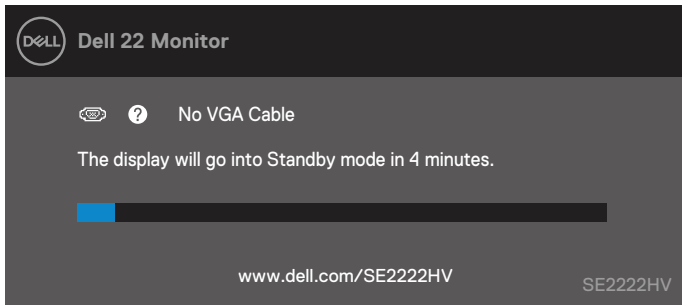 DELL Dell 22 Monitor
? No VGA Cable
The display will go into Standby mode in 4 minutes.
www.dell.com/SE2222HV
SE2222HV